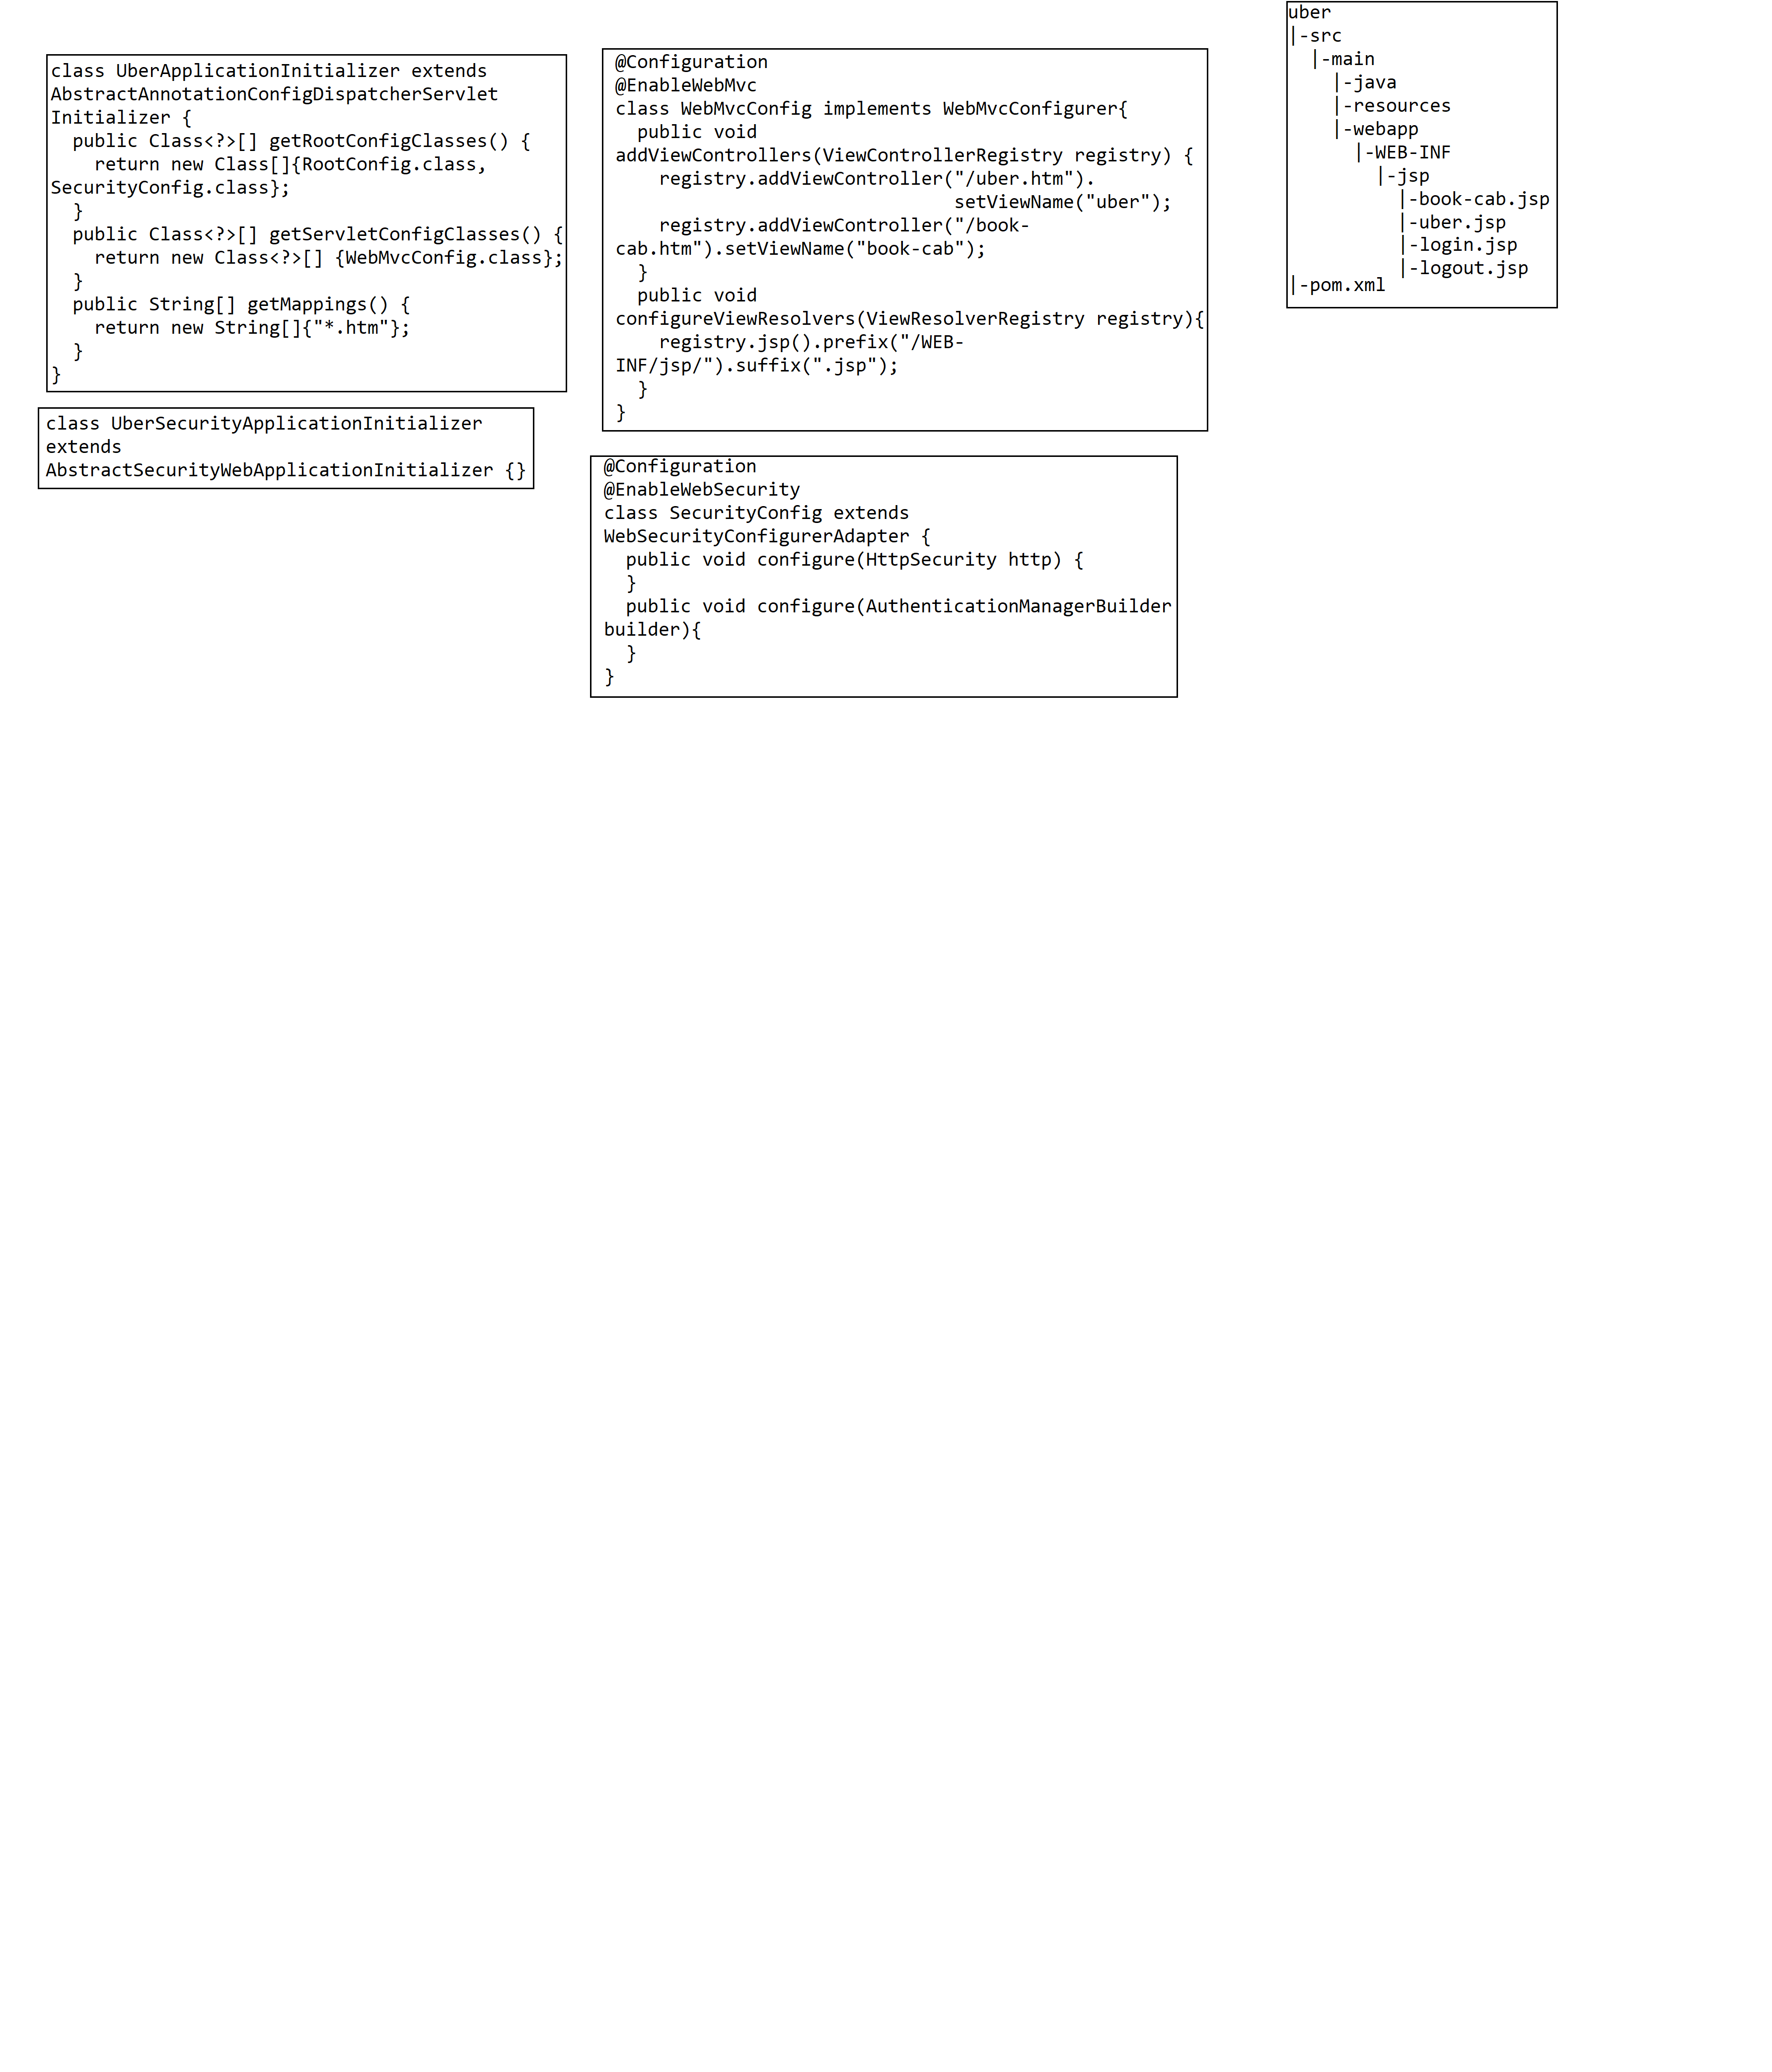 class UberApplicationInitializer extends
AbstractAnnotationConfigDispatcherServlet
Initializer {
  public Class<?>[] getRootConfigClasses() {
    return new Class[]{RootConfig.class,
SecurityConfig.class};
  }
  public Class<?>[] getServletConfigClasses() {
    return new Class<?>[] {WebMvcConfig.class};
  }
  public String[] getMappings() {
    return new String[]{"*.htm"};
  }
}
class UberSecurityApplicationInitializer
extends
AbstractSecurityWebApplicationInitializer {}
@Configuration
@EnableWebMvc
class WebMvcConfig implements WebMvcConfigurer{
  public void
addViewControllers(ViewControllerRegistry registry) {
    registry.addViewController("/uber.htm").
                               setViewName("uber");
    registry.addViewController("/book-
cab.htm").setViewName("book-cab");
  }
  public void
configureViewResolvers(ViewResolverRegistry registry){
    registry.jsp().prefix("/WEB-
INF/jsp/").suffix(".jsp");
  }
}
@Configuration
@EnableWebSecurity
class SecurityConfig extends
WebSecurityConfigurerAdapter {
  public void configure(HttpSecurity http) {
  }
  public void configure(AuthenticationManagerBuilder
builder){
  }
}
uber
|-src
  |-main
    |-java
    |-resources
    |-webapp
      |-WEB-INF
        |-jsp
          |-book-cab.jsp
          |-uber.jsp
          |-login.jsp
          |-logout.jsp
|-pom.xml